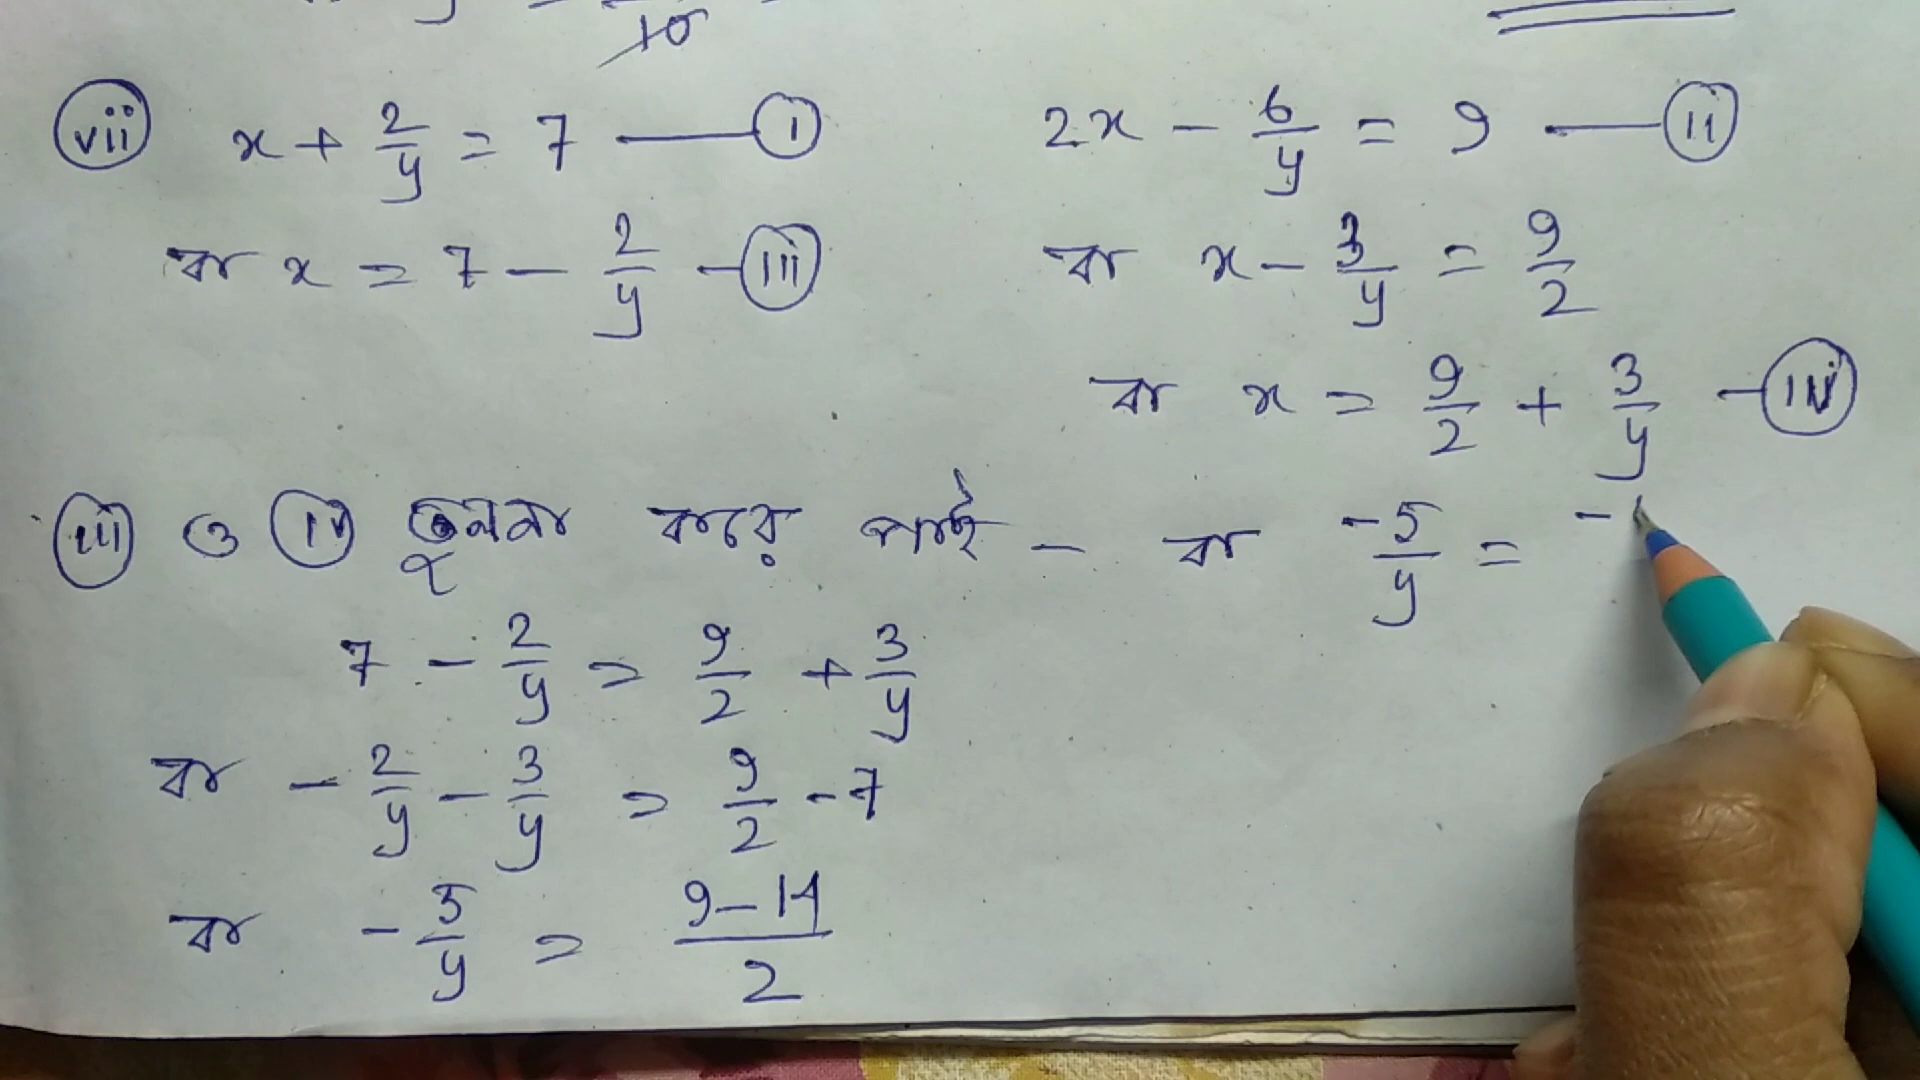 10
(vii) x + 2/y = 7 — (i)
বা x = 7 - 2/y — (iii)
2x - 6/y = 9 — (ii)
বা x - 3/y = 9/2
বা x = 9/2 + 3/y — (iv)
(iii) ও (iv) তুলনা করে পাই -
7 - 2/y = 9/2 + 3/y
বা - 2/y - 3/y = 9/2 - 7
বা - 5/y = 9-14/2
বা -5/y = -